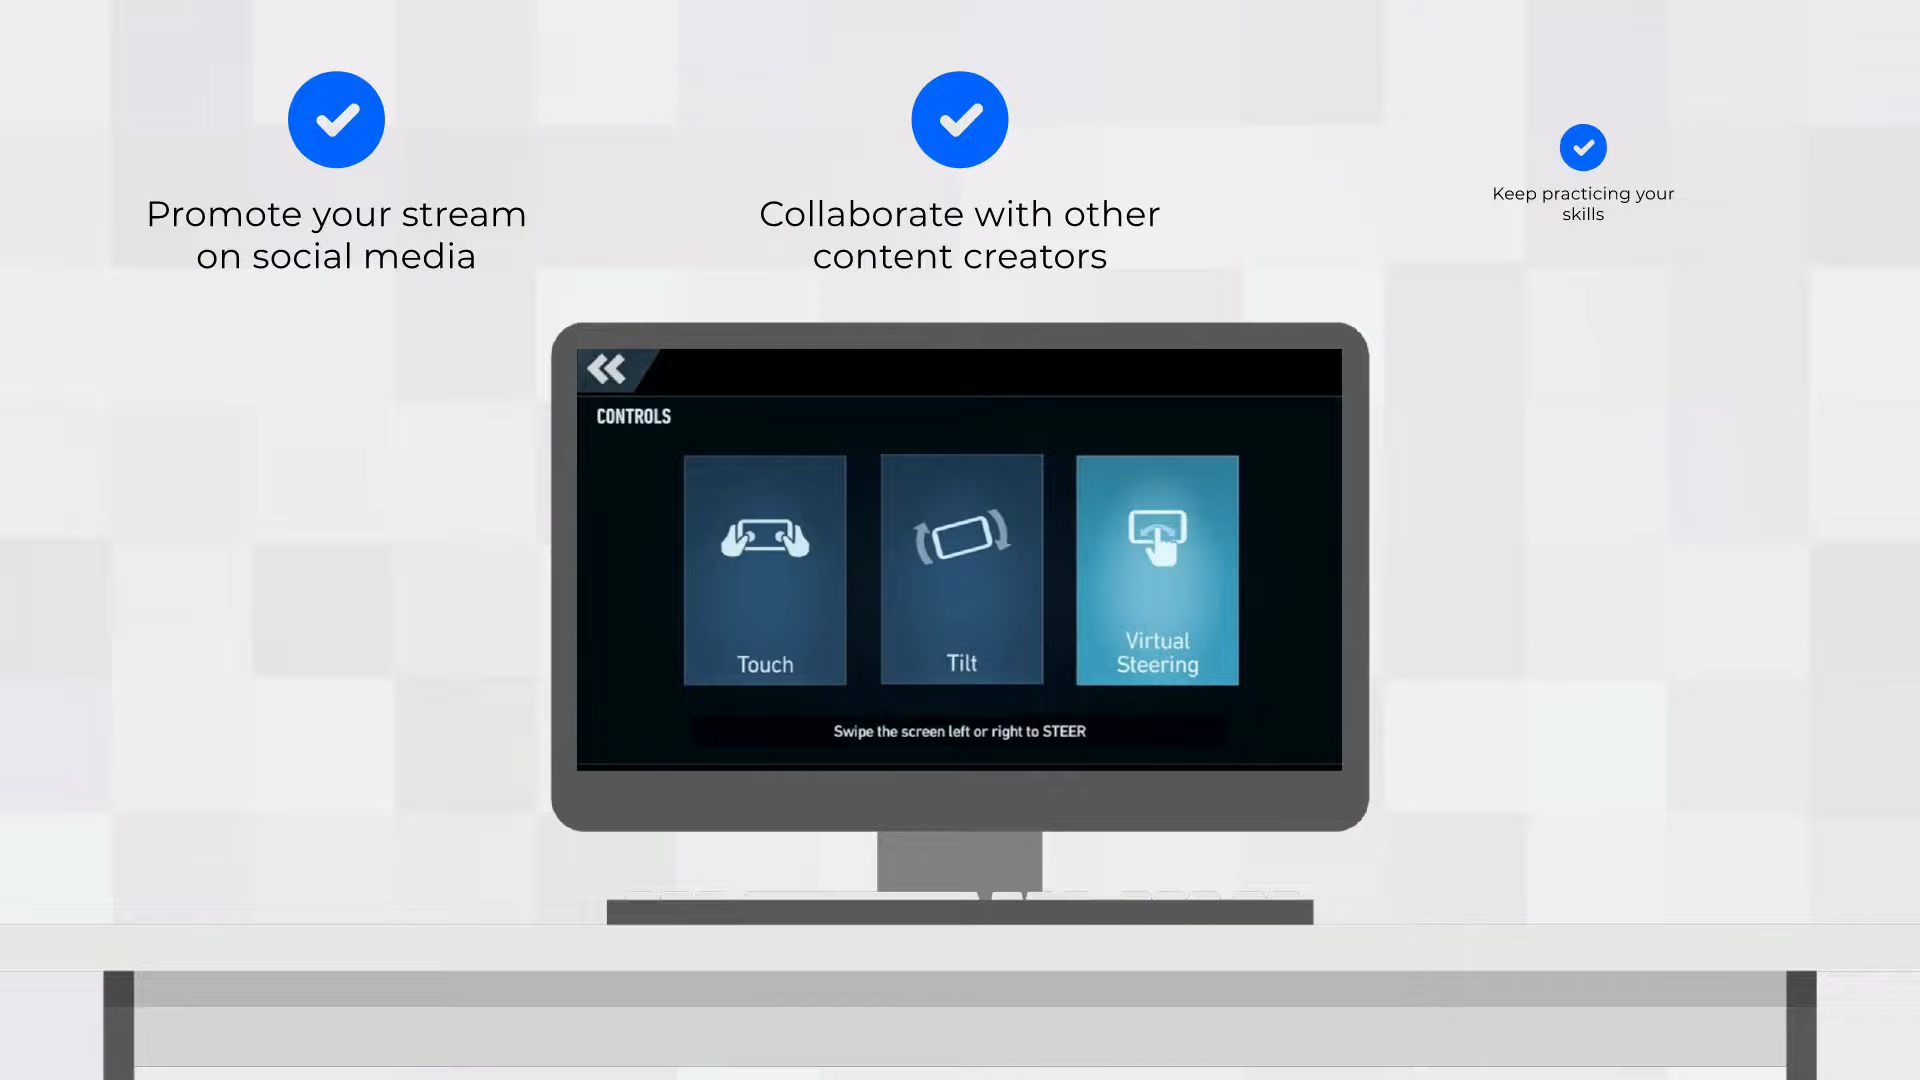 Promote your stream
on social media
Collaborate with other
content creators
Keep practicing your
skills
CONTROLS
Touch
Tilt
Virtual
Steering
Swipe the screen left or right to STEER